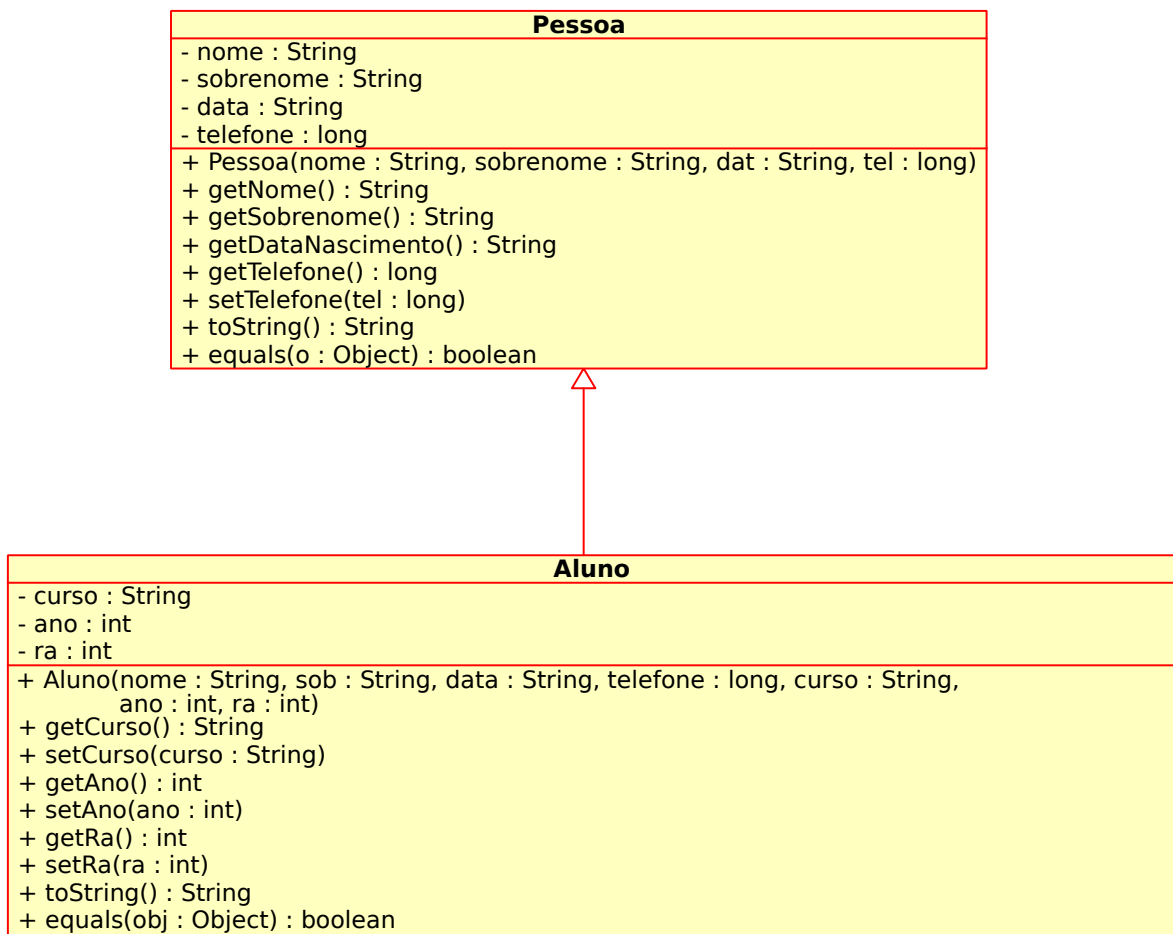 Pessoa
- nome : String
- sobrenome : String
- data : String
- telefone : long
+ Pessoa(nome : String, sobrenome : String, dat : String, tel : long)
+ getNome() : String
+ getSobrenome() : String
+ getDataNascimento() : String
+ getTelefone() : long
+ setTelefone(tel : long)
+ toString() : String
+ equals(o : Object) : boolean
Aluno
- curso : String
- ano : int
- ra : int
+ Aluno(nome : String, sob : String, data : String, telefone : long, curso : String,
ano : int, ra : int)
+ getCurso() : String
+ setCurso(curso : String)
+ getAno() : int
+ setAno(ano : int)
+ getRa() : int
+ setRa(ra : int)
+ toString() : String
+ equals(obj : Object) : boolean